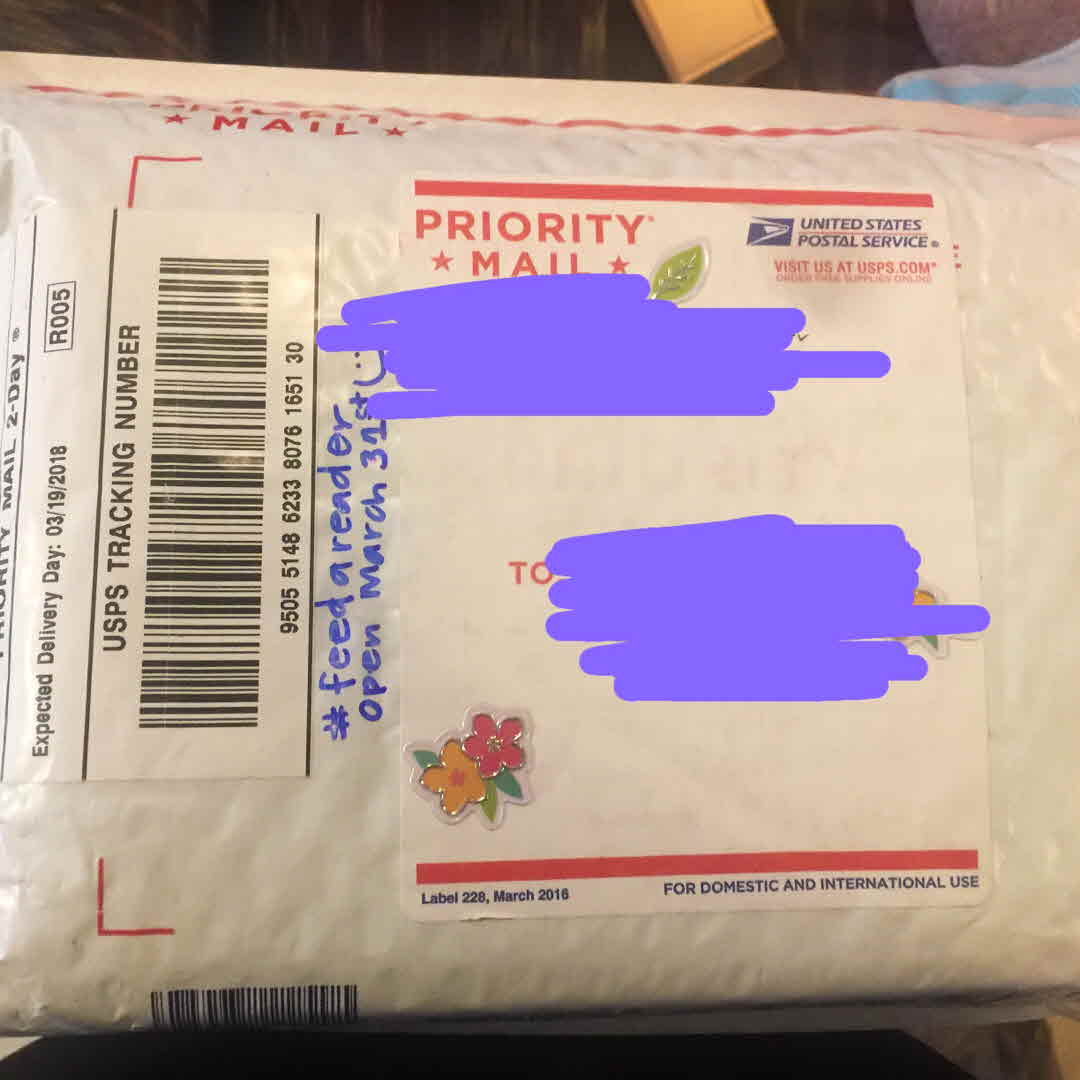 ★ MAIL ★
PRIORITY
★ MAIL ★
UNITED STATES
POSTAL SERVICE®
VISIT US AT USPS.COM®
ORDER FREE SUPPLIES ONLINE
TO
Label 228, March 2016
FOR DOMESTIC AND INTERNATIONAL USE
PRIORITY MAIL 2-Day ®
Expected Delivery Day: 03/19/2018
R005
USPS TRACKING NUMBER
9505 5148 6233 8076 1651 30
#feedareader
open March 31st